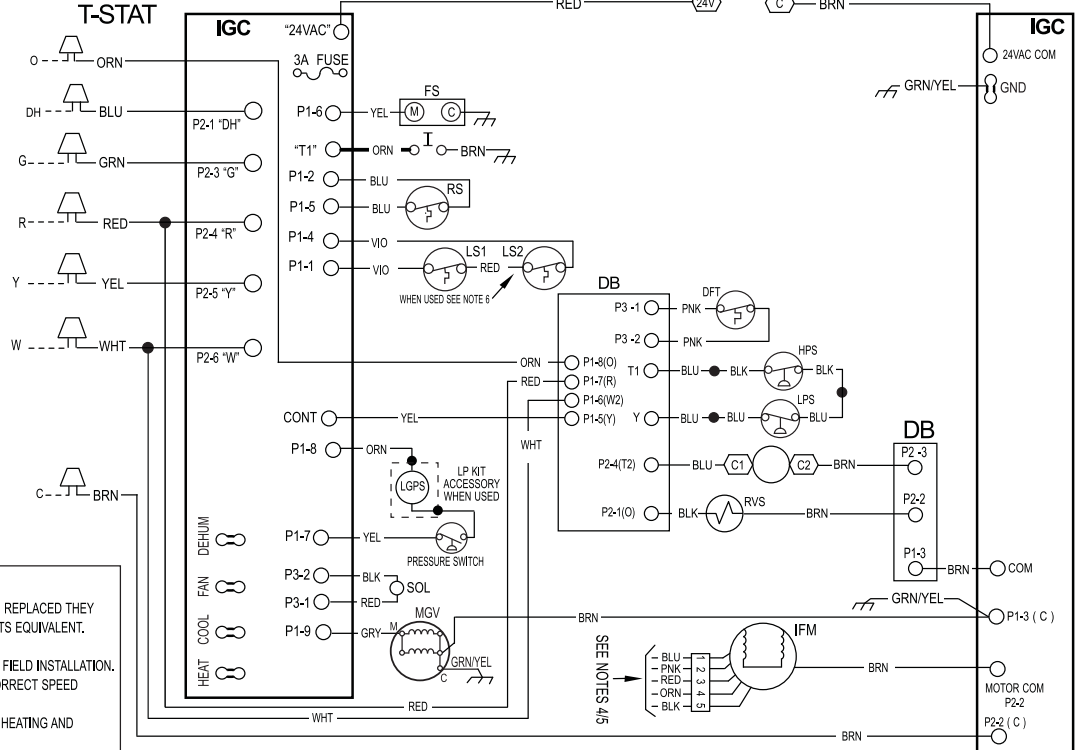 T-STAT
IGC
"24VAC"
RED
24V
C
BRN
IGC
24VAC COM
GRN/YEL
GND
3A FUSE
O
ORN
DH
BLU
P2-1 "DH"
G
GRN
P2-3 "G"
R
RED
P2-4 "R"
Y
YEL
P2-5 "Y"
W
WHT
P2-6 "W"
C
BRN
P1-6
YEL
FS
M
C
"T1"
ORN
BRN
P1-2
BLU
RS
P1-5
BLU
P1-4
VIO
P1-1
VIO
LS1
RED
LS2
WHEN USED SEE NOTE 6
DB
P3 -1
PNK
DFT
P3 -2
PNK
ORN
P1-8(O)
RED
P1-7(R)
P1-6(W2)
P1-5(Y)
T1
BLU
BLK
HPS
BLK
Y
BLU
BLU
LPS
BLU
P2-4(T2)
BLU
C1
C2
BRN
P2-1(O)
BLK
RVS
BRN
DB
P2 -3
P2-2
P1-3
BRN
COM
CONT
YEL
WHT
P1-8
ORN
LGPS
LP KIT
ACCESSORY
WHEN USED
P1-7
YEL
PRESSURE SWITCH
P3-2
BLK
SOL
P3-1
RED
P1-9
GRY
MGV
M
C
GRN/YEL
BRN
GRN/YEL
P1-3 ( C )
DEHUM
FAN
COOL
HEAT
SEE NOTES 4/5
BLU
PNK
RED
ORN
BLK
1
2
3
4
5
IFM
BRN
MOTOR COM
P2-2
P2-2 ( C )
RED
WHT
BRN
REPLACED THEY
TS EQUIVALENT.
FIELD INSTALLATION.
RRECT SPEED
HEATING AND